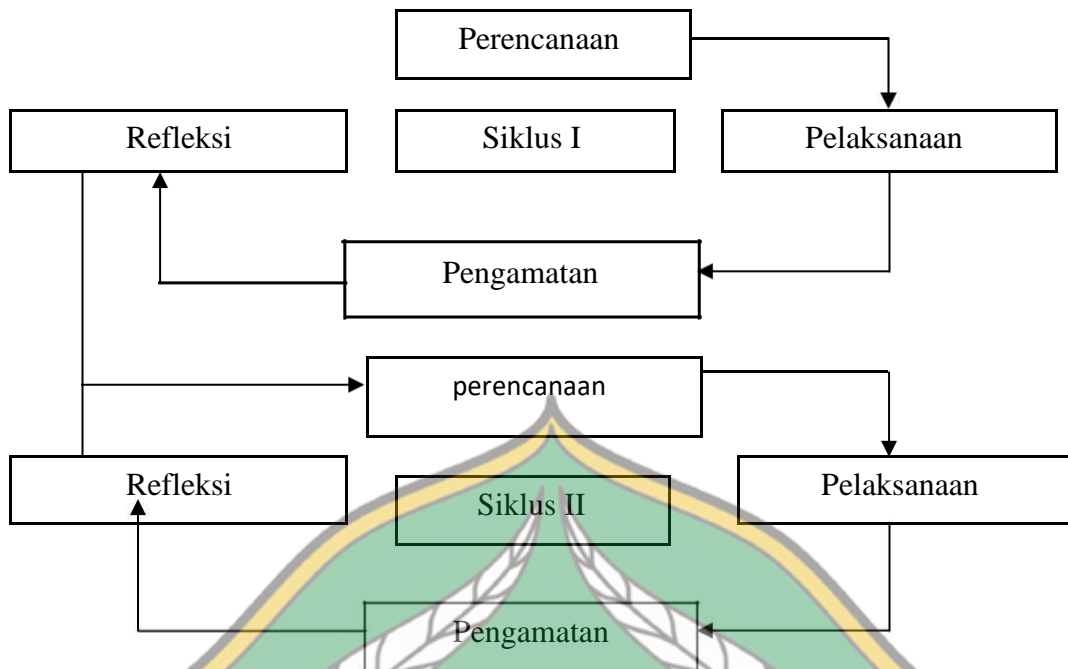 Perencanaan
Refleksi
Siklus I
Pelaksanaan
Pengamatan
perencanaan
Refleksi
Siklus II
Pelaksanaan
Pengamatan